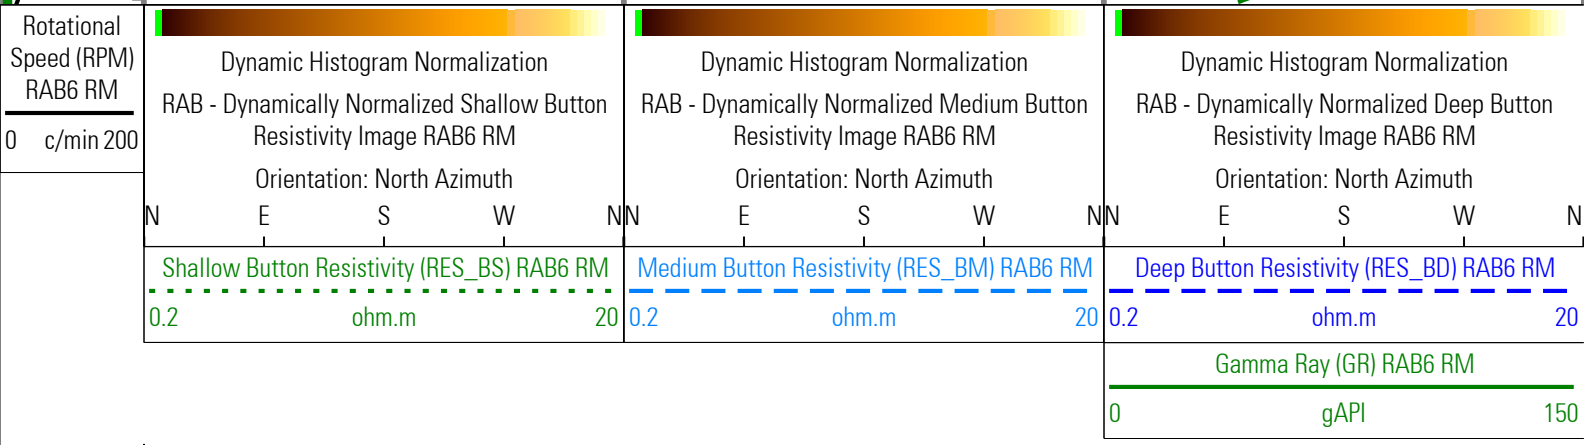 Rotational
Speed (RPM)
RAB6 RM
0 c/min 200
Dynamic Histogram Normalization
RAB - Dynamically Normalized Shallow Button
Resistivity Image RAB6 RM
Orientation: North Azimuth
N E S W N
Shallow Button Resistivity (RES_BS) RAB6 RM
0.2 ohm.m 20
Dynamic Histogram Normalization
RAB - Dynamically Normalized Medium Button
Resistivity Image RAB6 RM
Orientation: North Azimuth
N E S W N
Medium Button Resistivity (RES_BM) RAB6 RM
0.2 ohm.m 20
Dynamic Histogram Normalization
RAB - Dynamically Normalized Deep Button
Resistivity Image RAB6 RM
Orientation: North Azimuth
N E S W N
Deep Button Resistivity (RES_BD) RAB6 RM
0.2 ohm.m 20
Gamma Ray (GR) RAB6 RM
0 gAPI 150